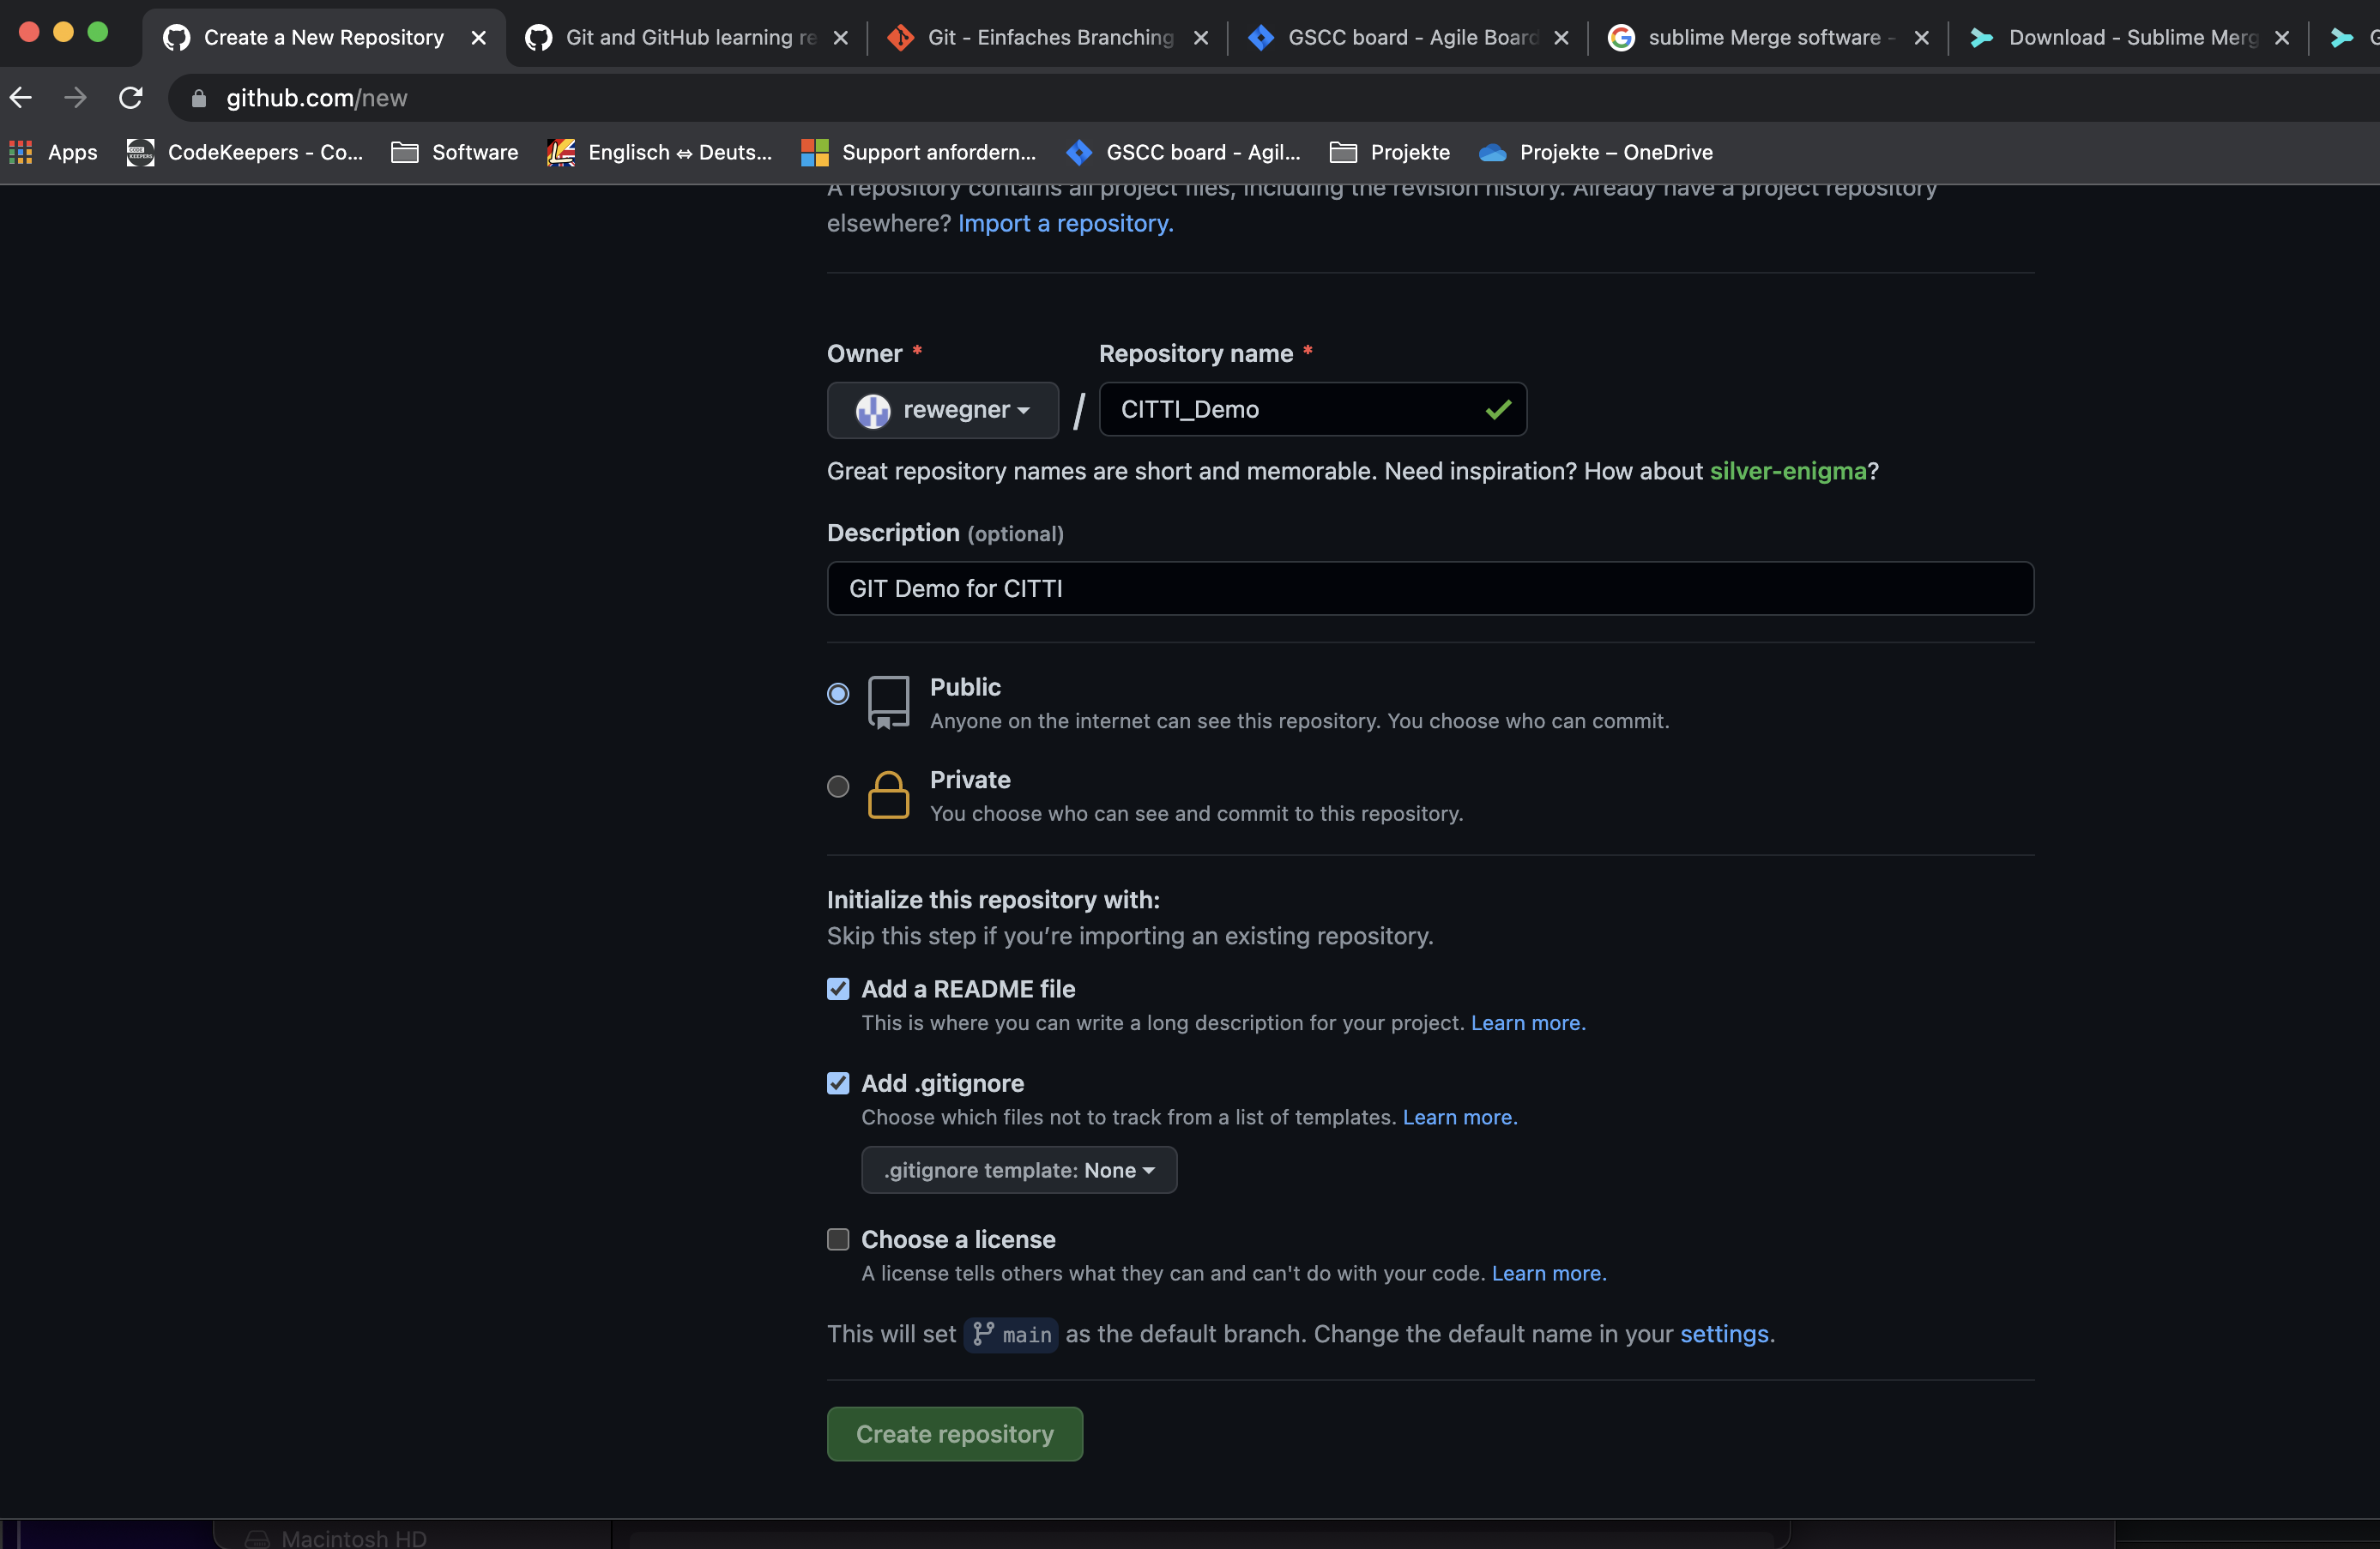 Create a New Repository
Git and GitHub learning re
Git - Einfaches Branching
GSCC board - Agile Board
sublime Merge software -
Download - Sublime Merg
G
github.com/new
Apps
CodeKeepers - Co...
Software
Englisch ⇔ Deuts...
Support anfordern...
GSCC board - Agil...
Projekte
Projekte – OneDrive
A repository contains all project files, including the revision history. Already have a project repository
elsewhere? Import a repository.
Owner *
Repository name *
rewegner
/
CITTI_Demo
Great repository names are short and memorable. Need inspiration? How about silver-enigma?
Description (optional)
GIT Demo for CITTI
Public
Anyone on the internet can see this repository. You choose who can commit.
Private
You choose who can see and commit to this repository.
Initialize this repository with:
Skip this step if you’re importing an existing repository.
Add a README file
This is where you can write a long description for your project. Learn more.
Add .gitignore
Choose which files not to track from a list of templates. Learn more.
.gitignore template: None
Choose a license
A license tells others what they can and can't do with your code. Learn more.
This will set main as the default branch. Change the default name in your settings.
Create repository
Macintosh HD